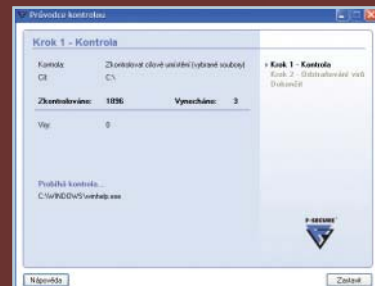 Průvodce kontrolou
Krok 1 - Kontrola
Kontrola: Zkontrolovat cílové umístění (vybrané soubory)
Cíl: C:\
Zkontrolováno: 1896 Vynecháno: 3
Viry: 0
Probíhá kontrola...
C:\WINDOWS\winhelp.exe
Krok 1 - Kontrola
Krok 2 - Odstraňování virů
Dokončit
F-SECURE
Nápověda
Zastavit